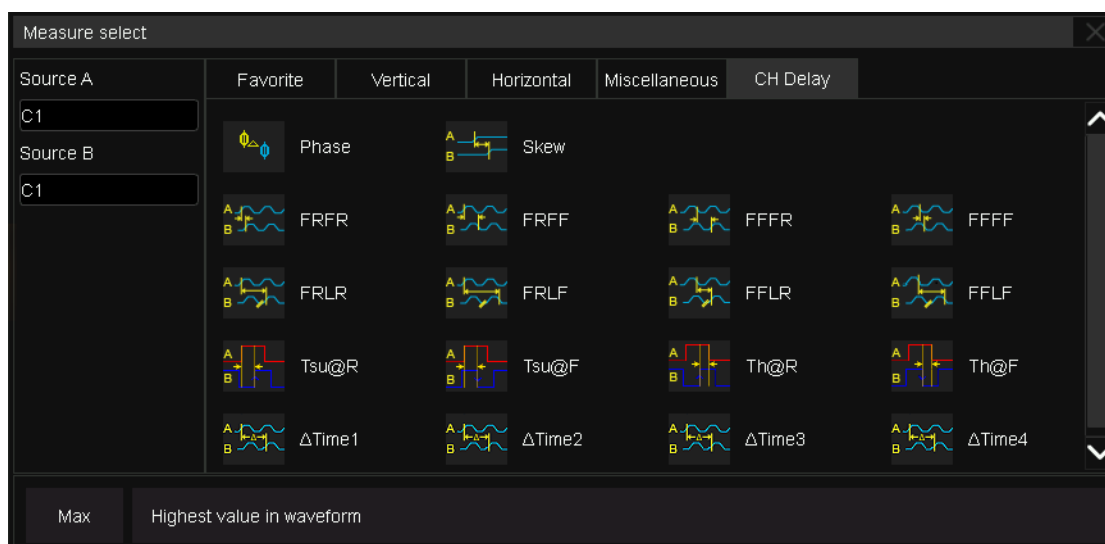 Measure select
Source A
C1
Source B
C1
Favorite Vertical Horizontal Miscellaneous CH Delay
Φ Φ Phase A B Skew
A B FRFR A B FRFF A B FFFR A B FFFF
A B FRLR A B FRLF A B FFLR A B FFLF
A B Tsu@R A B Tsu@F A B Th@R A B Th@F
A B ΔTime1 A B ΔTime2 A B ΔTime3 A B ΔTime4
Max Highest value in waveform